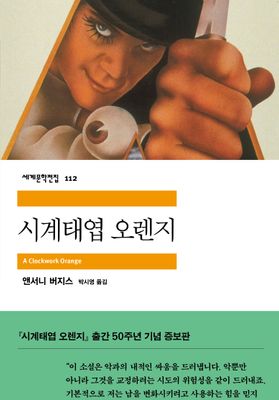 세계문학전집 112
시계태엽 오렌지
A Clockwork Orange
앤서니 버지스 박시영 옮김
『시계태엽 오렌지』 출간 50주년 기념 증보판
“이 소설은 악과의 내적인 싸움을 드러냅니다. 악뿐만
아니라 그것을 교정하려는 시도의 위험성을 같이 드러내죠.
기본적으로 저는 남을 변화시키려고 사용하는 힘을 믿지